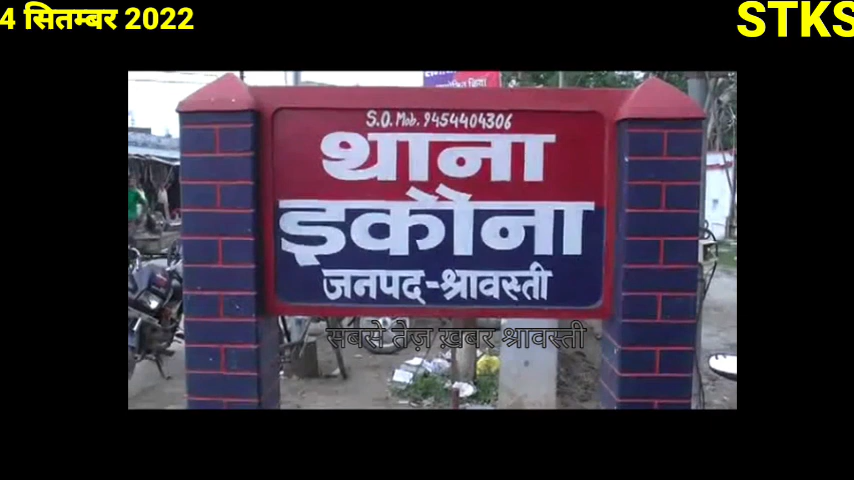 4 सितम्बर 2022
STKS
S.O. Mob. 9454404306
थाना
इकौना
जनपद-श्रावस्ती
सबसे तेज़ ख़बर श्रावस्ती